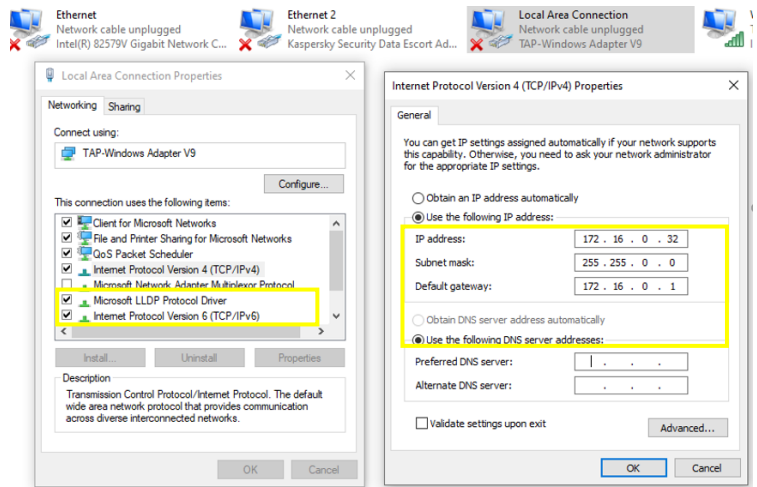 Ethernet
Network cable unplugged
Intel(R) 82579V Gigabit Network C...
Ethernet 2
Network cable unplugged
Kaspersky Security Data Escort Ad...
Local Area Connection
Network cable unplugged
TAP-Windows Adapter V9
Local Area Connection Properties
Networking
Sharing
Connect using:
TAP-Windows Adapter V9
Configure...
This connection uses the following items:
Client for Microsoft Networks
File and Printer Sharing for Microsoft Networks
QoS Packet Scheduler
Internet Protocol Version 4 (TCP/IPv4)
Microsoft Network Adapter Multiplexor Protocol
Microsoft LLDP Protocol Driver
Internet Protocol Version 6 (TCP/IPv6)
Install...
Uninstall
Properties
Description
Transmission Control Protocol/Internet Protocol. The default
wide area network protocol that provides communication
across diverse interconnected networks.
OK
Cancel
Internet Protocol Version 4 (TCP/IPv4) Properties
General
You can get IP settings assigned automatically if your network supports
this capability. Otherwise, you need to ask your network administrator
for the appropriate IP settings.
Obtain an IP address automatically
Use the following IP address:
IP address: 172 . 16 . 0 . 32
Subnet mask: 255 . 255 . 0 . 0
Default gateway: 172 . 16 . 0 . 1
Obtain DNS server address automatically
Use the following DNS server addresses:
Preferred DNS server: . . .
Alternate DNS server: . . .
Validate settings upon exit
Advanced...
OK
Cancel